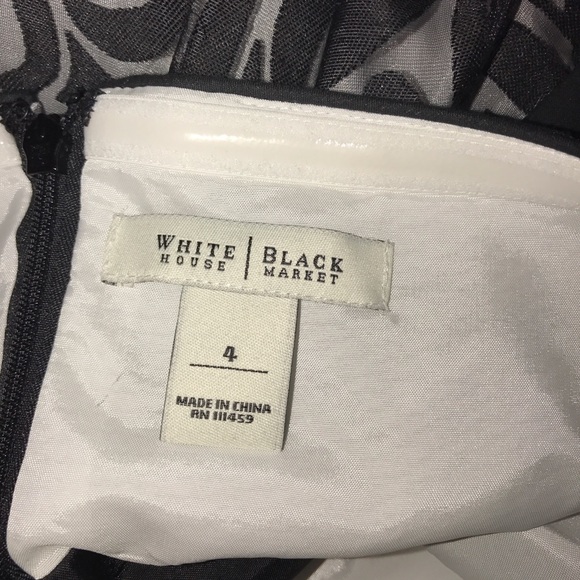 WHITE | BLACK
HOUSE | MARKET
4
MADE IN CHINA
RN 111459